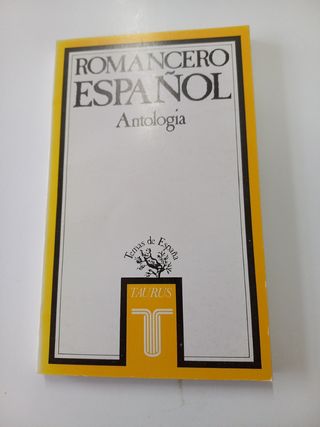 ROMANCERO
ESPAÑOL
Antología
Temas de España
TAURUS